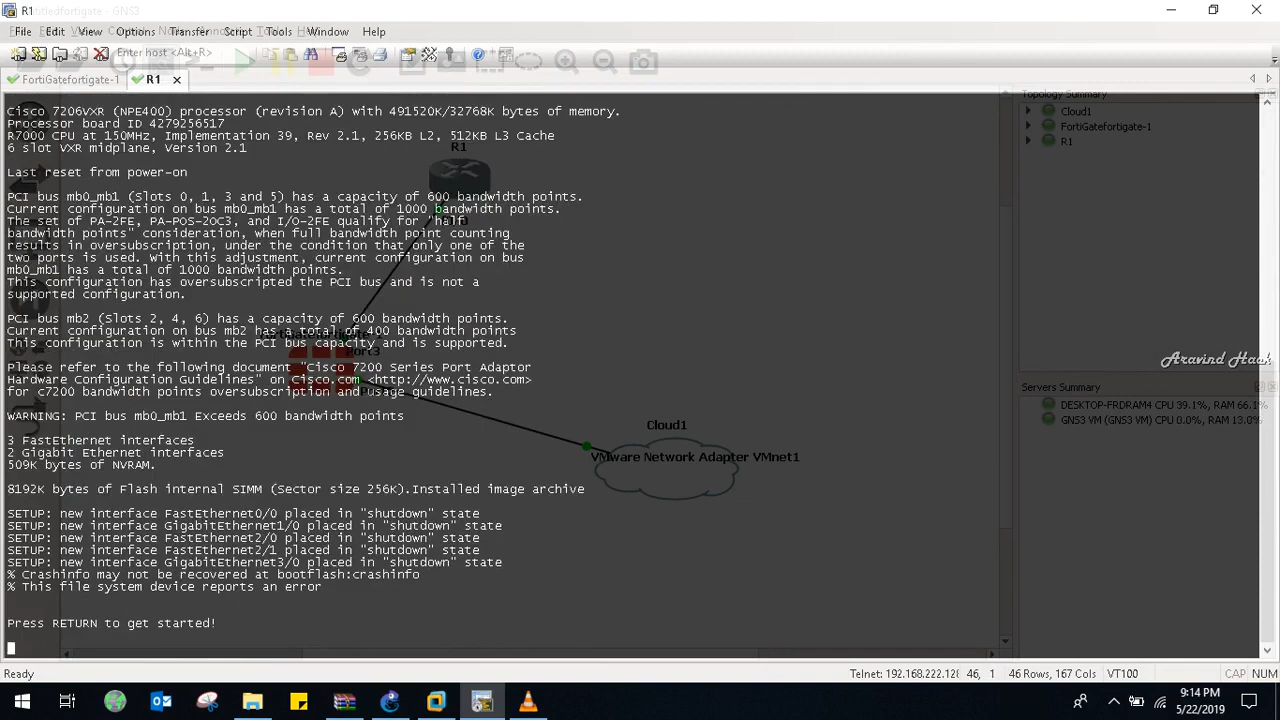 R1
fortigate - GNS3
File Edit View Options Transfer Script Tools Window Help
Enter host <Alt+R>
FortiGatefortigate-1
R1
Cisco 7206VXR (NPE400) processor (revision A) with 491520K/32768K bytes of memory.
Processor board ID 4279256517
R7000 CPU at 150MHz, Implementation 39, Rev 2.1, 256KB L2, 512KB L3 Cache
6 slot VXR midplane, Version 2.1
Last reset from power-on
PCI bus mb0_mb1 (Slots 0, 1, 3 and 5) has a capacity of 600 bandwidth points.
Current configuration on bus mb0_mb1 has a total of 1000 bandwidth points.
The set of PA-2FE, PA-POS-2OC3, and I/O-2FE qualify for "half
bandwidth points" consideration, when full bandwidth point counting
results in oversubscription, under the condition that only one of the
two ports is used. With this adjustment, current configuration on bus
mb0_mb1 has a total of 1000 bandwidth points.
This configuration has oversubscripted the PCI bus and is not a
supported configuration.
PCI bus mb2 (Slots 2, 4, 6) has a capacity of 600 bandwidth points.
Current configuration on bus mb2 has a total of 400 bandwidth points
This configuration is within the PCI bus capacity and is supported.
Please refer to the following document "Cisco 7200 Series Port Adaptor
Hardware Configuration Guidelines" on Cisco.com <http://www.cisco.com>
for c7200 bandwidth points oversubscription and usage guidelines.
WARNING: PCI bus mb0_mb1 Exceeds 600 bandwidth points
3 FastEthernet interfaces
2 Gigabit Ethernet interfaces
509K bytes of NVRAM.
8192K bytes of Flash internal SIMM (Sector size 256K).Installed image archive
SETUP: new interface FastEthernet0/0 placed in "shutdown" state
SETUP: new interface GigabitEthernet1/0 placed in "shutdown" state
SETUP: new interface FastEthernet2/0 placed in "shutdown" state
SETUP: new interface FastEthernet2/1 placed in "shutdown" state
SETUP: new interface GigabitEthernet3/0 placed in "shutdown" state
% Crashinfo may not be recovered at bootflash:crashinfo
% This file system device reports an error
Press RETURN to get started!
R1
Port3
Cloud1
VMware Network Adapter VMnet1
Topology Summary
Cloud1
FortiGatefortigate-1
R1
Aravind Haek
Servers Summary
DESKTOP-FRDRAM4 CPU 39.1%, RAM 66.1%
GNS3 VM (GNS3 VM) CPU 0.0%, RAM 13.0%
Ready
Telnet: 192.168.222.128 46, 1 46 Rows, 167 Cols VT100 CAP NUM
9:14 PM
5/22/2019